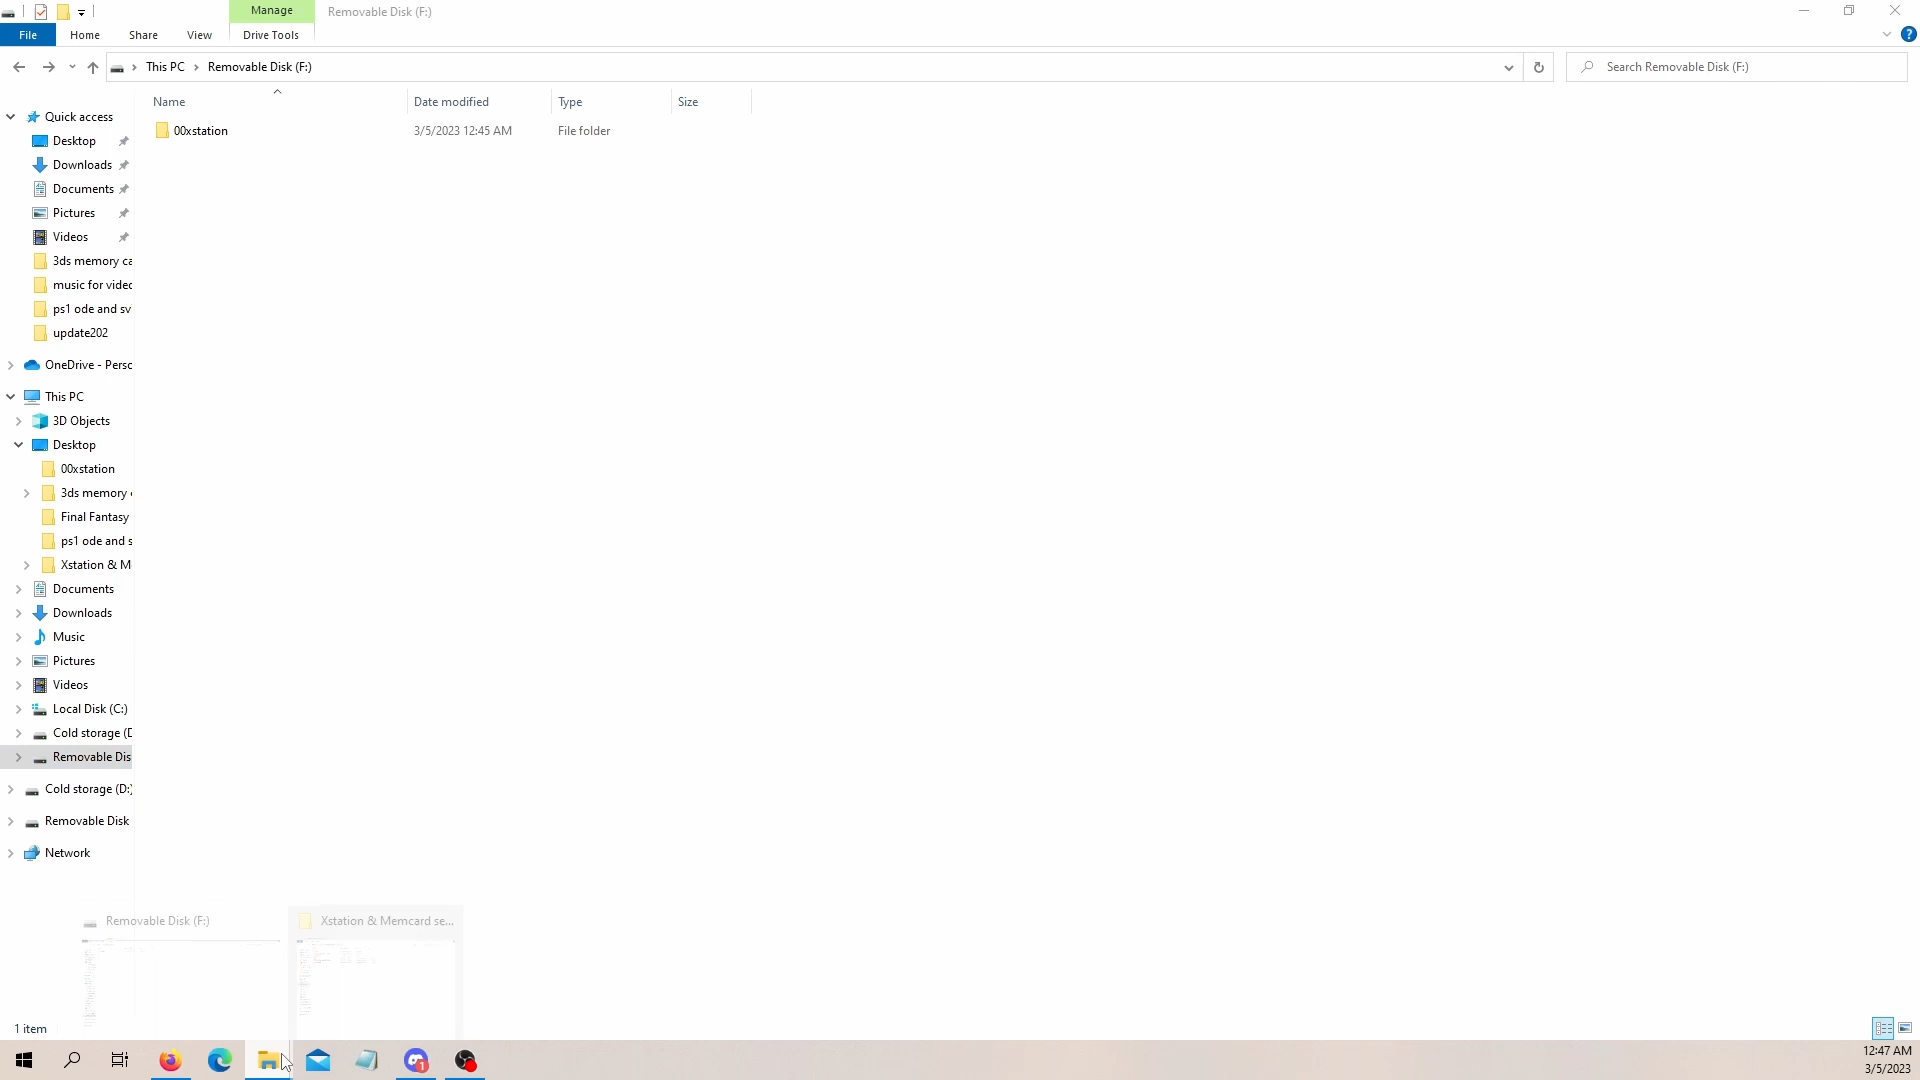 Manage
Removable Disk (F:)
File
Home
Share
View
Drive Tools
?
This PC
Removable Disk (F:)
Search Removable Disk (F:)
Name
Date modified
Type
Size
00xstation
3/5/2023 12:45 AM
File folder
Quick access
Desktop
Downloads
Documents
Pictures
Videos
3ds memory ca
music for videc
ps1 ode and sv
update202
OneDrive - Persc
This PC
3D Objects
Desktop
00xstation
3ds memory
Final Fantasy
ps1 ode and s
Xstation & M
Documents
Downloads
Music
Pictures
Videos
Local Disk (C:)
Cold storage (D
Removable Dis
Cold storage (D:)
Removable Disk
Network
Removable Disk (F:)
Xstation & Memcard se...
1 item
1
12:47 AM
3/5/2023